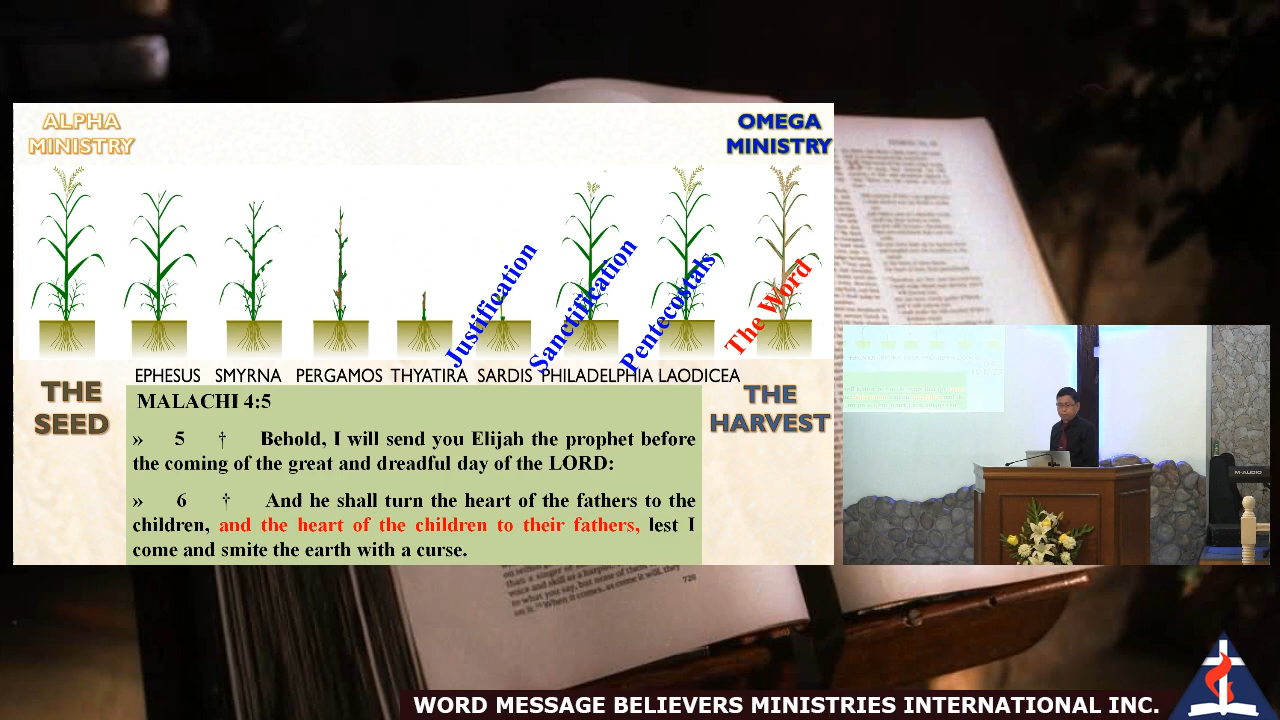 ALPHA
MINISTRY
OMEGA
MINISTRY
Justification
Sanctification
Pentecostals
The Word
EPHESUS SMYRNA PERGAMOS THYATIRA SARDIS PHILADELPHIA LAODICEA
THE
SEED
THE
HARVEST
MALACHI 4:5
» 5 † Behold, I will send you Elijah the prophet before
the coming of the great and dreadful day of the LORD:
» 6 † And he shall turn the heart of the fathers to the
children, and the heart of the children to their fathers, lest I
come and smite the earth with a curse.
M-AUDIO
720
WORD MESSAGE BELIEVERS MINISTRIES INTERNATIONAL INC.